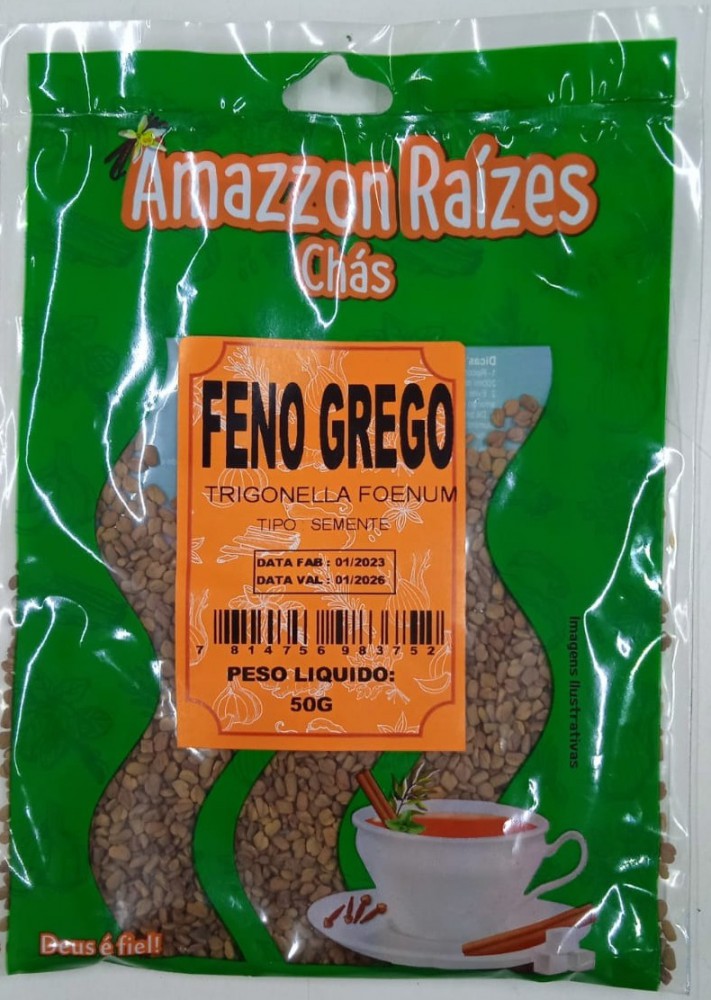 Amazzon Raízes
Chás
Dicas
FENO GREGO
TRIGONELLA FOENUM
TIPO : SEMENTE
DATA FAB : 01/2023
DATA VAL : 01/2026
7 814756 983752
PESO LIQUIDO:
50G
Imagens Ilustrativas
Deus é fiel!